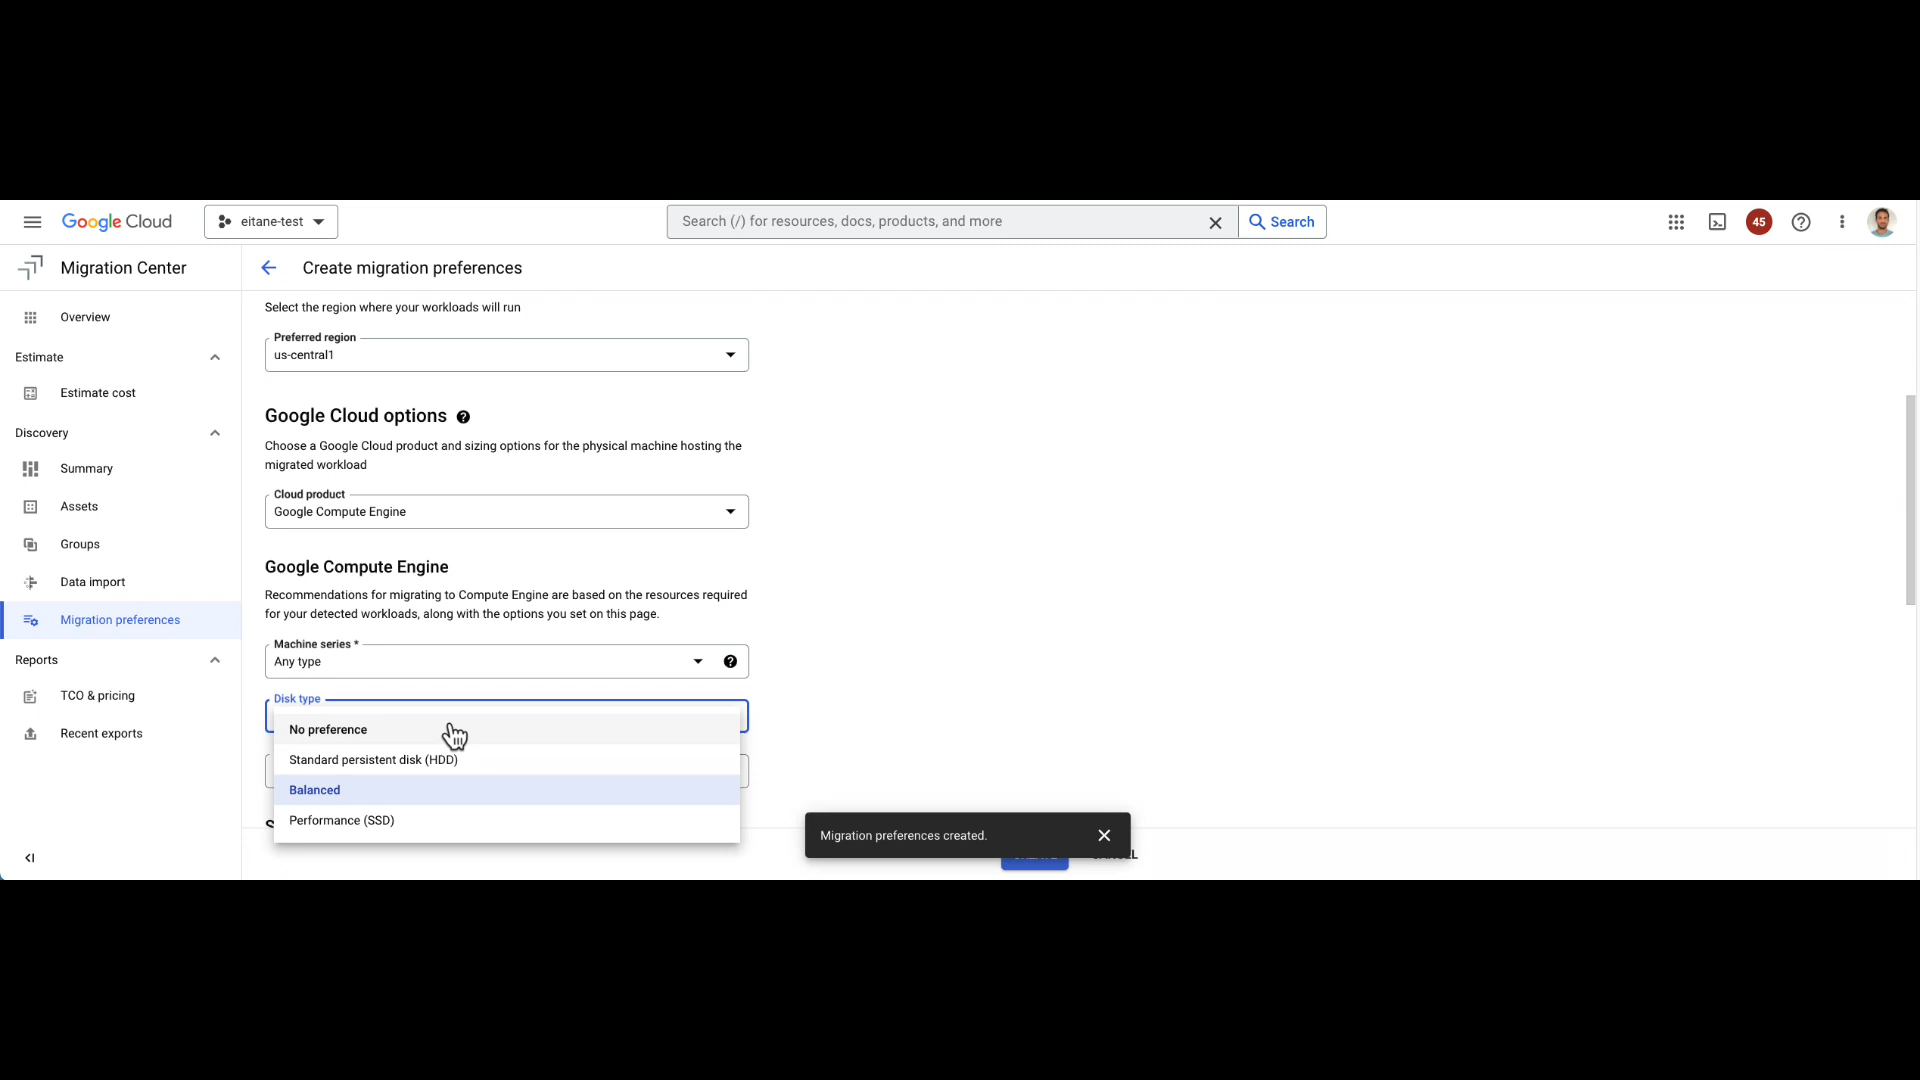 Google Cloud
eitane-test
Search (/) for resources, docs, products, and more
Search
45
Migration Center
Create migration preferences
Overview
Estimate
Estimate cost
Discovery
Summary
Assets
Groups
Data import
Migration preferences
Reports
TCO & pricing
Recent exports
Select the region where your workloads will run
Preferred region
us-central1
Google Cloud options
Choose a Google Cloud product and sizing options for the physical machine hosting the
migrated workload
Cloud product
Google Compute Engine
Google Compute Engine
Recommendations for migrating to Compute Engine are based on the resources required
for your detected workloads, along with the options you set on this page.
Machine series *
Any type
Disk type
No preference
Standard persistent disk (HDD)
Balanced
Performance (SSD)
Migration preferences created.